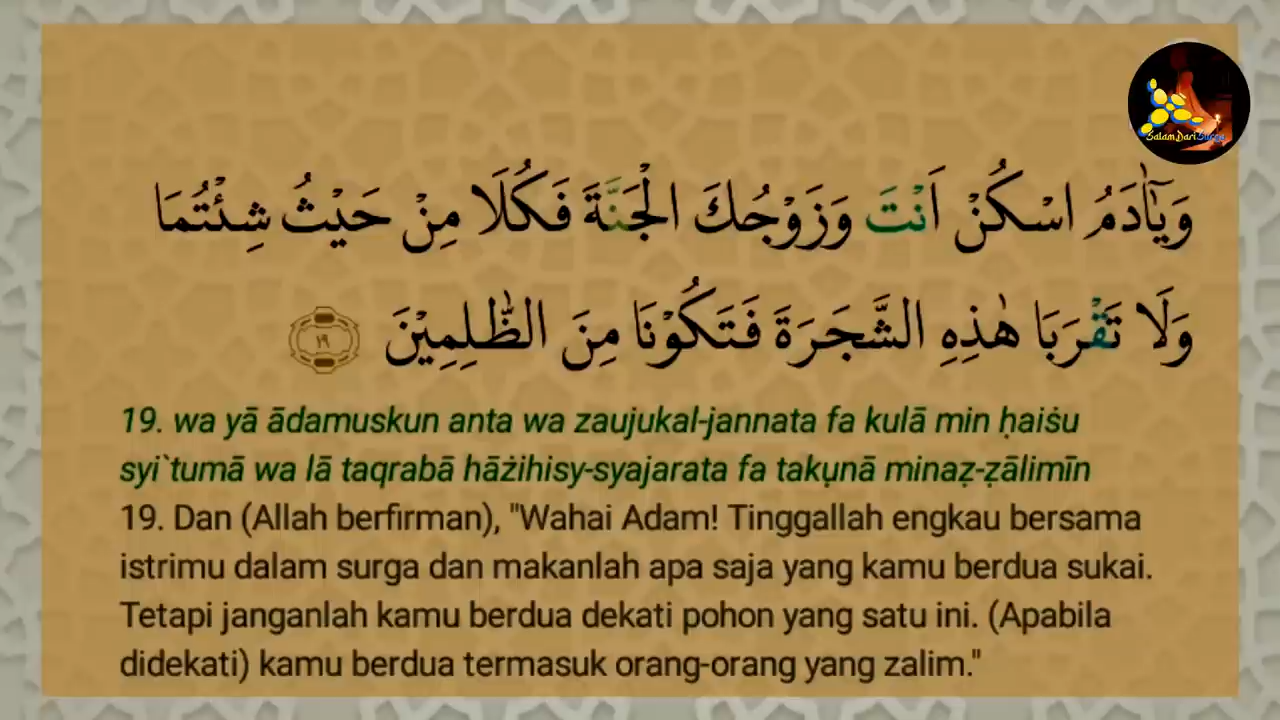 SalamDariSurga
وَيٰٓاٰدَمُ اسْكُنْ اَنْتَ وَزَوْجُكَ الْجَنَّةَ فَكُلَا مِنْ حَيْثُ شِئْتُمَا
وَلَا تَقْرَبَا هٰذِهِ الشَّجَرَةَ فَتَكُوْنَا مِنَ الظّٰلِمِيْنَ ١٩
19. wa yā ādamuskun anta wa zaujukal-jannata fa kulā min ḥaiṡu
syi`tumā wa lā taqrabā hāżihisy-syajarata fa takụnā minaẓ-ẓālimīn
19. Dan (Allah berfirman), "Wahai Adam! Tinggallah engkau bersama
istrimu dalam surga dan makanlah apa saja yang kamu berdua sukai.
Tetapi janganlah kamu berdua dekati pohon yang satu ini. (Apabila
didekati) kamu berdua termasuk orang-orang yang zalim."